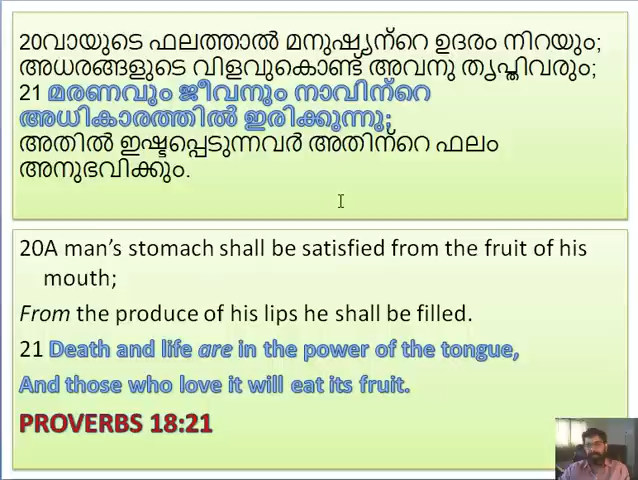 20വായുടെ ഫലത്താൽ മനുഷ്യന്റെ ഉദരം നിറയും;
അധരങ്ങളുടെ വിളവുകൊണ്ട് അവനു തൃപ്തിവരും;
21 മരണവും ജീവനും നാവിന്റെ
അധികാരത്തിൽ ഇരിക്കുന്നു;
അതിൽ ഇഷ്ടപ്പെടുന്നവർ അതിന്റെ ഫലം
അനുഭവിക്കും.
20A man’s stomach shall be satisfied from the fruit of his
mouth;
From the produce of his lips he shall be filled.
21 Death and life are in the power of the tongue,
And those who love it will eat its fruit.
PROVERBS 18:21